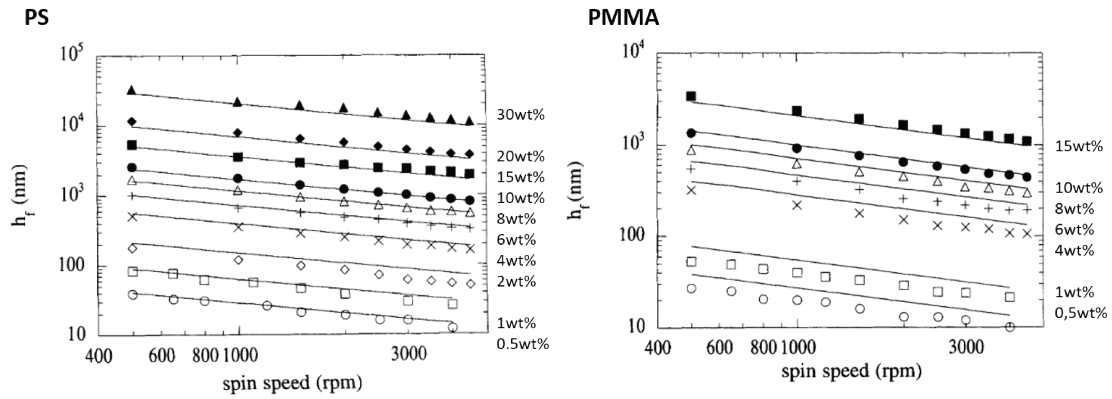 PS
10^5
10^4
10^3
100
10
h_f (nm)
400
600
800
1000
3000
spin speed (rpm)
30wt%
20wt%
15wt%
10wt%
8wt%
6wt%
4wt%
2wt%
1wt%
0.5wt%
PMMA
10^4
10^3
100
10
h_f (nm)
400
600
800
1000
3000
spin speed (rpm)
15wt%
10wt%
8wt%
6wt%
4wt%
1wt%
0,5wt%